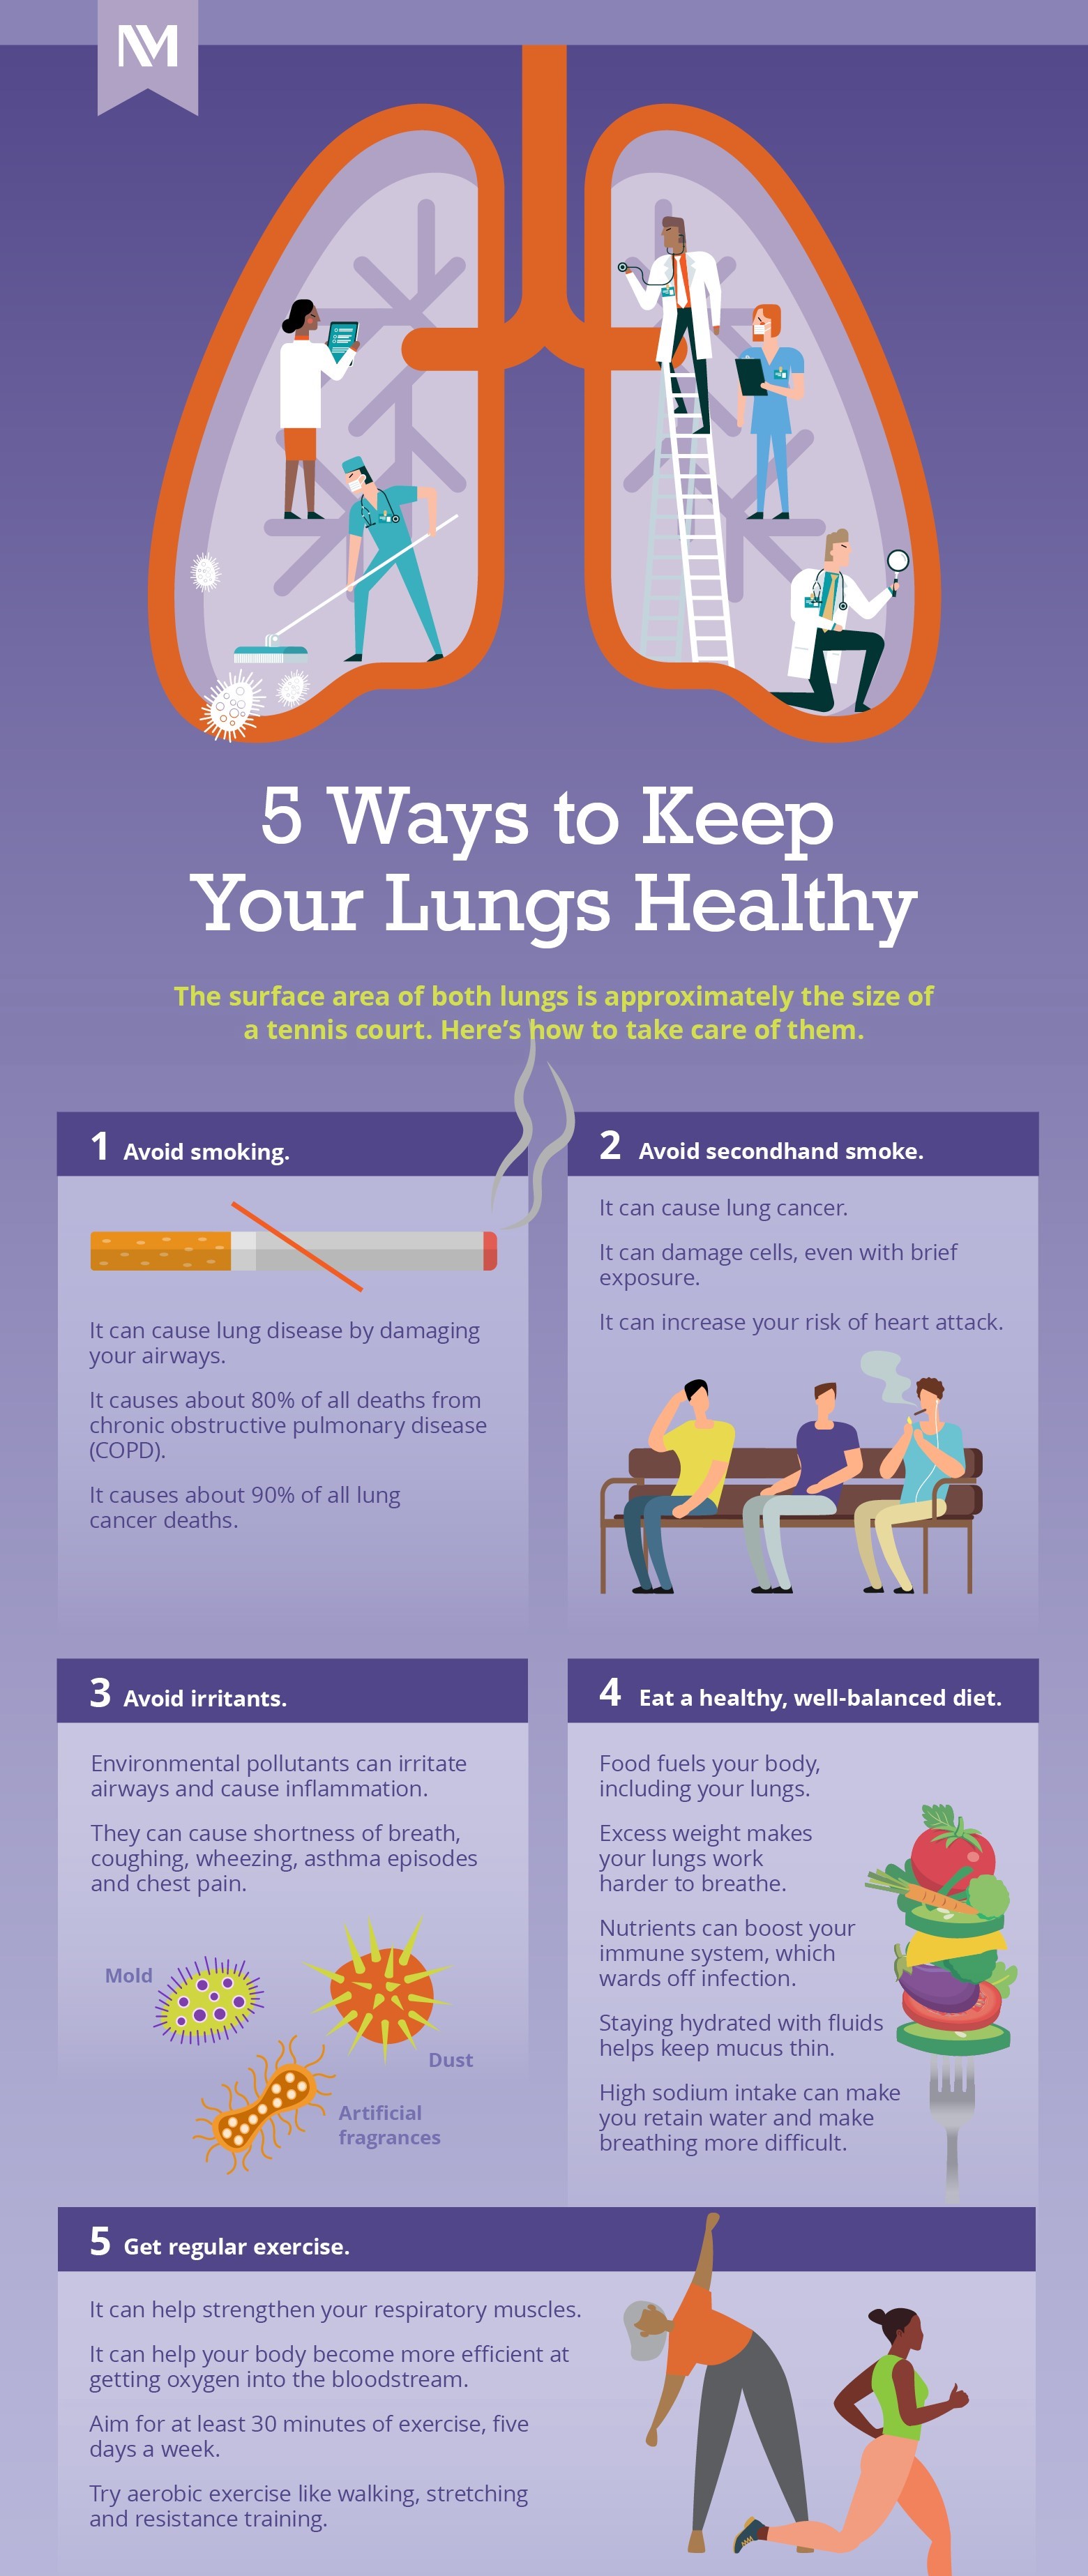 NM
5 Ways to Keep
Your Lungs Healthy
The surface area of both lungs is approximately the size of
a tennis court. Here’s how to take care of them.
1 Avoid smoking.
It can cause lung disease by damaging
your airways.
It causes about 80% of all deaths from
chronic obstructive pulmonary disease
(COPD).
It causes about 90% of all lung
cancer deaths.
2 Avoid secondhand smoke.
It can cause lung cancer.
It can damage cells, even with brief
exposure.
It can increase your risk of heart attack.
3 Avoid irritants.
Environmental pollutants can irritate
airways and cause inflammation.
They can cause shortness of breath,
coughing, wheezing, asthma episodes
and chest pain.
Mold
Dust
Artificial
fragrances
4 Eat a healthy, well-balanced diet.
Food fuels your body,
including your lungs.
Excess weight makes
your lungs work
harder to breathe.
Nutrients can boost your
immune system, which
wards off infection.
Staying hydrated with fluids
helps keep mucus thin.
High sodium intake can make
you retain water and make
breathing more difficult.
5 Get regular exercise.
It can help strengthen your respiratory muscles.
It can help your body become more efficient at
getting oxygen into the bloodstream.
Aim for at least 30 minutes of exercise, five
days a week.
Try aerobic exercise like walking, stretching
and resistance training.